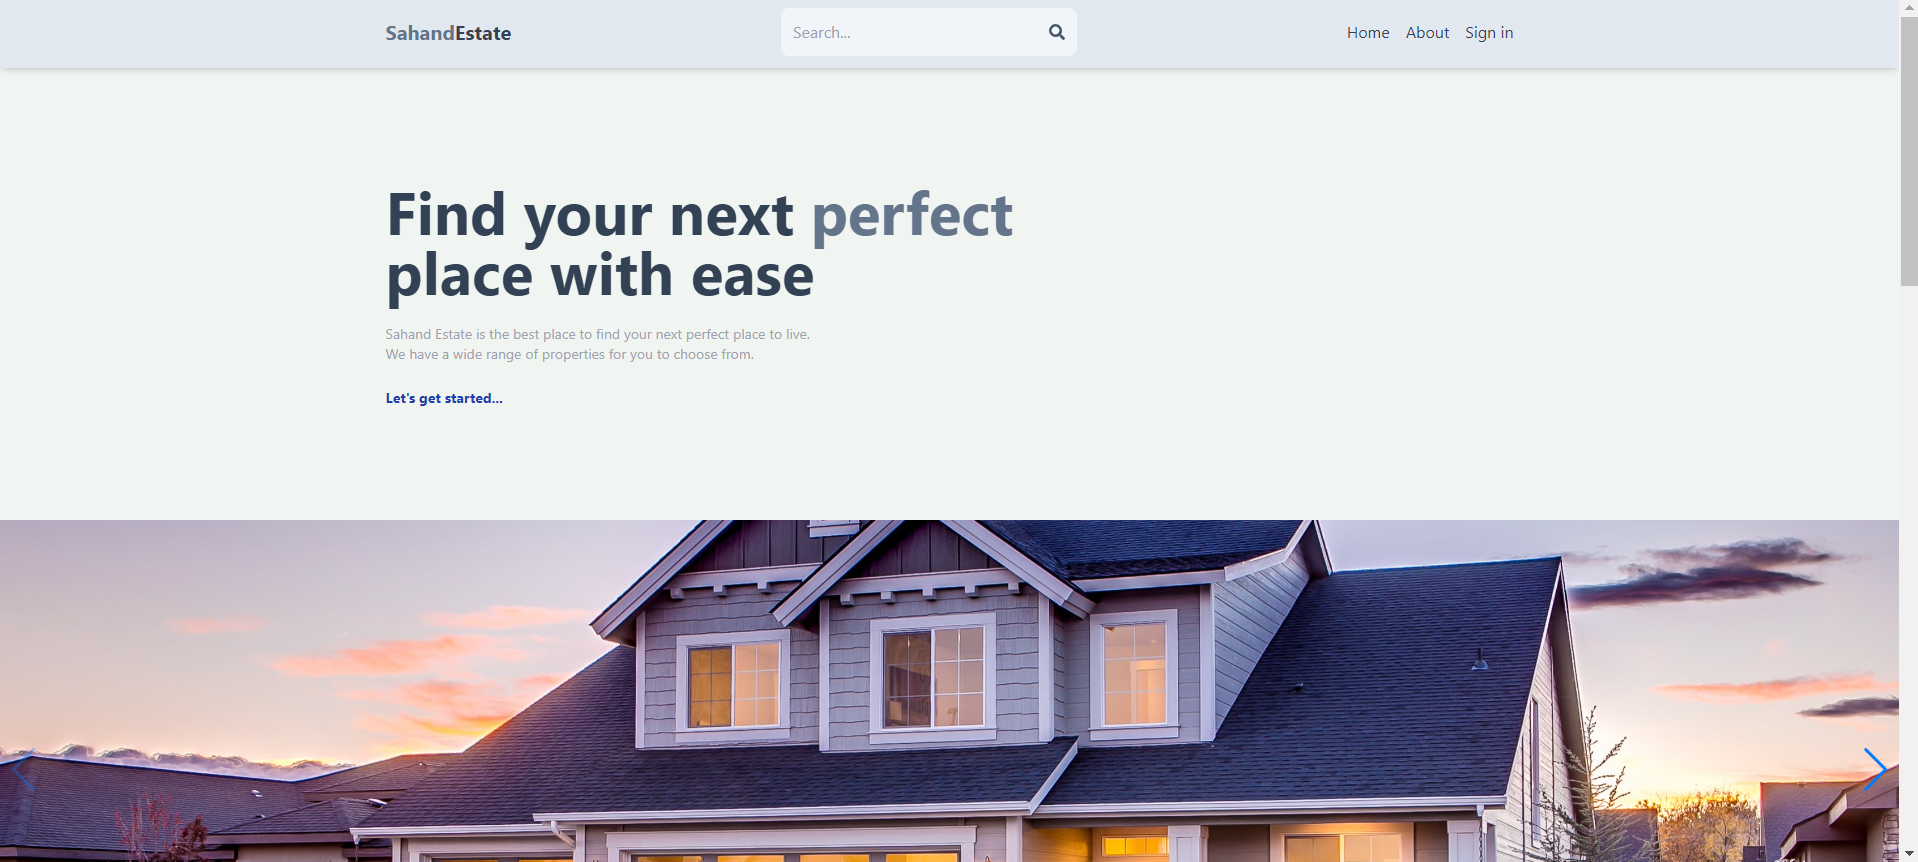 SahandEstate
Search...
Home About Sign in
Find your next perfect
place with ease
Sahand Estate is the best place to find your next perfect place to live.
We have a wide range of properties for you to choose from.
Let's get started...